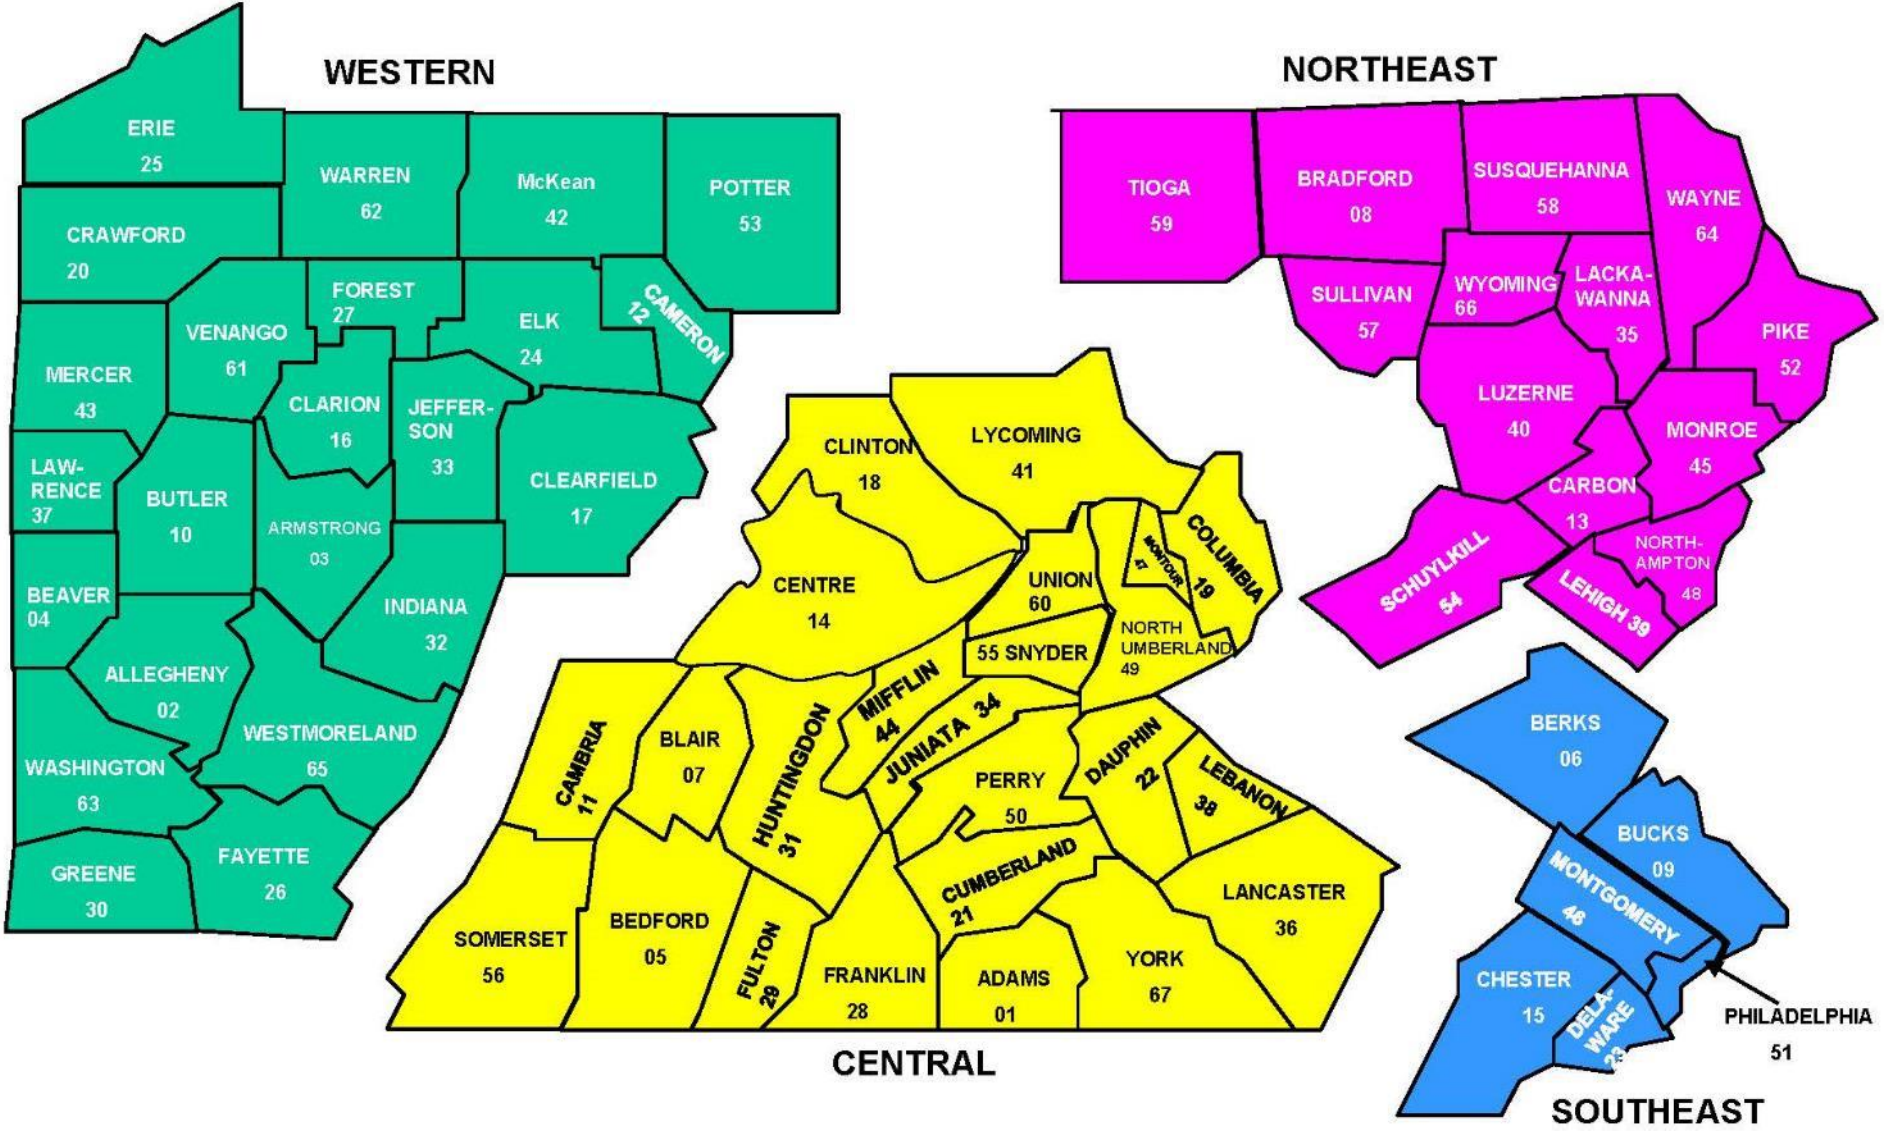 WESTERN
ERIE
25
WARREN
62
McKean
42
POTTER
53
CRAWFORD
20
FOREST
27
ELK
24
CAMERON
12
VENANGO
61
MERCER
43
CLARION
16
JEFFER-
SON
33
CLEARFIELD
17
LAW-
RENCE
37
BUTLER
10
ARMSTRONG
03
BEAVER
04
INDIANA
32
ALLEGHENY
02
WESTMORELAND
65
WASHINGTON
63
FAYETTE
26
GREENE
30
NORTHEAST
TIOGA
59
BRADFORD
08
SUSQUEHANNA
58
WAYNE
64
SULLIVAN
57
WYOMING
66
LACKA-
WANNA
35
PIKE
52
LUZERNE
40
MONROE
45
CARBON
13
SCHUYLKILL
54
NORTH-
AMPTON
48
LEHIGH 39
CLINTON
18
LYCOMING
41
COLUMBIA
19
MONTOUR
47
CENTRE
14
UNION
60
55 SNYDER
NORTH
UMBERLAND
49
MIFFLIN
44
JUNIATA 34
CAMBRIA
11
BLAIR
07
HUNTINGDON
31
PERRY
50
DAUPHIN
22
LEBANON
38
CUMBERLAND
21
LANCASTER
36
SOMERSET
56
BEDFORD
05
FULTON
29
FRANKLIN
28
ADAMS
01
YORK
67
CENTRAL
BERKS
06
BUCKS
09
MONTGOMERY
46
CHESTER
15
DELA-
WARE
23
PHILADELPHIA
51
SOUTHEAST